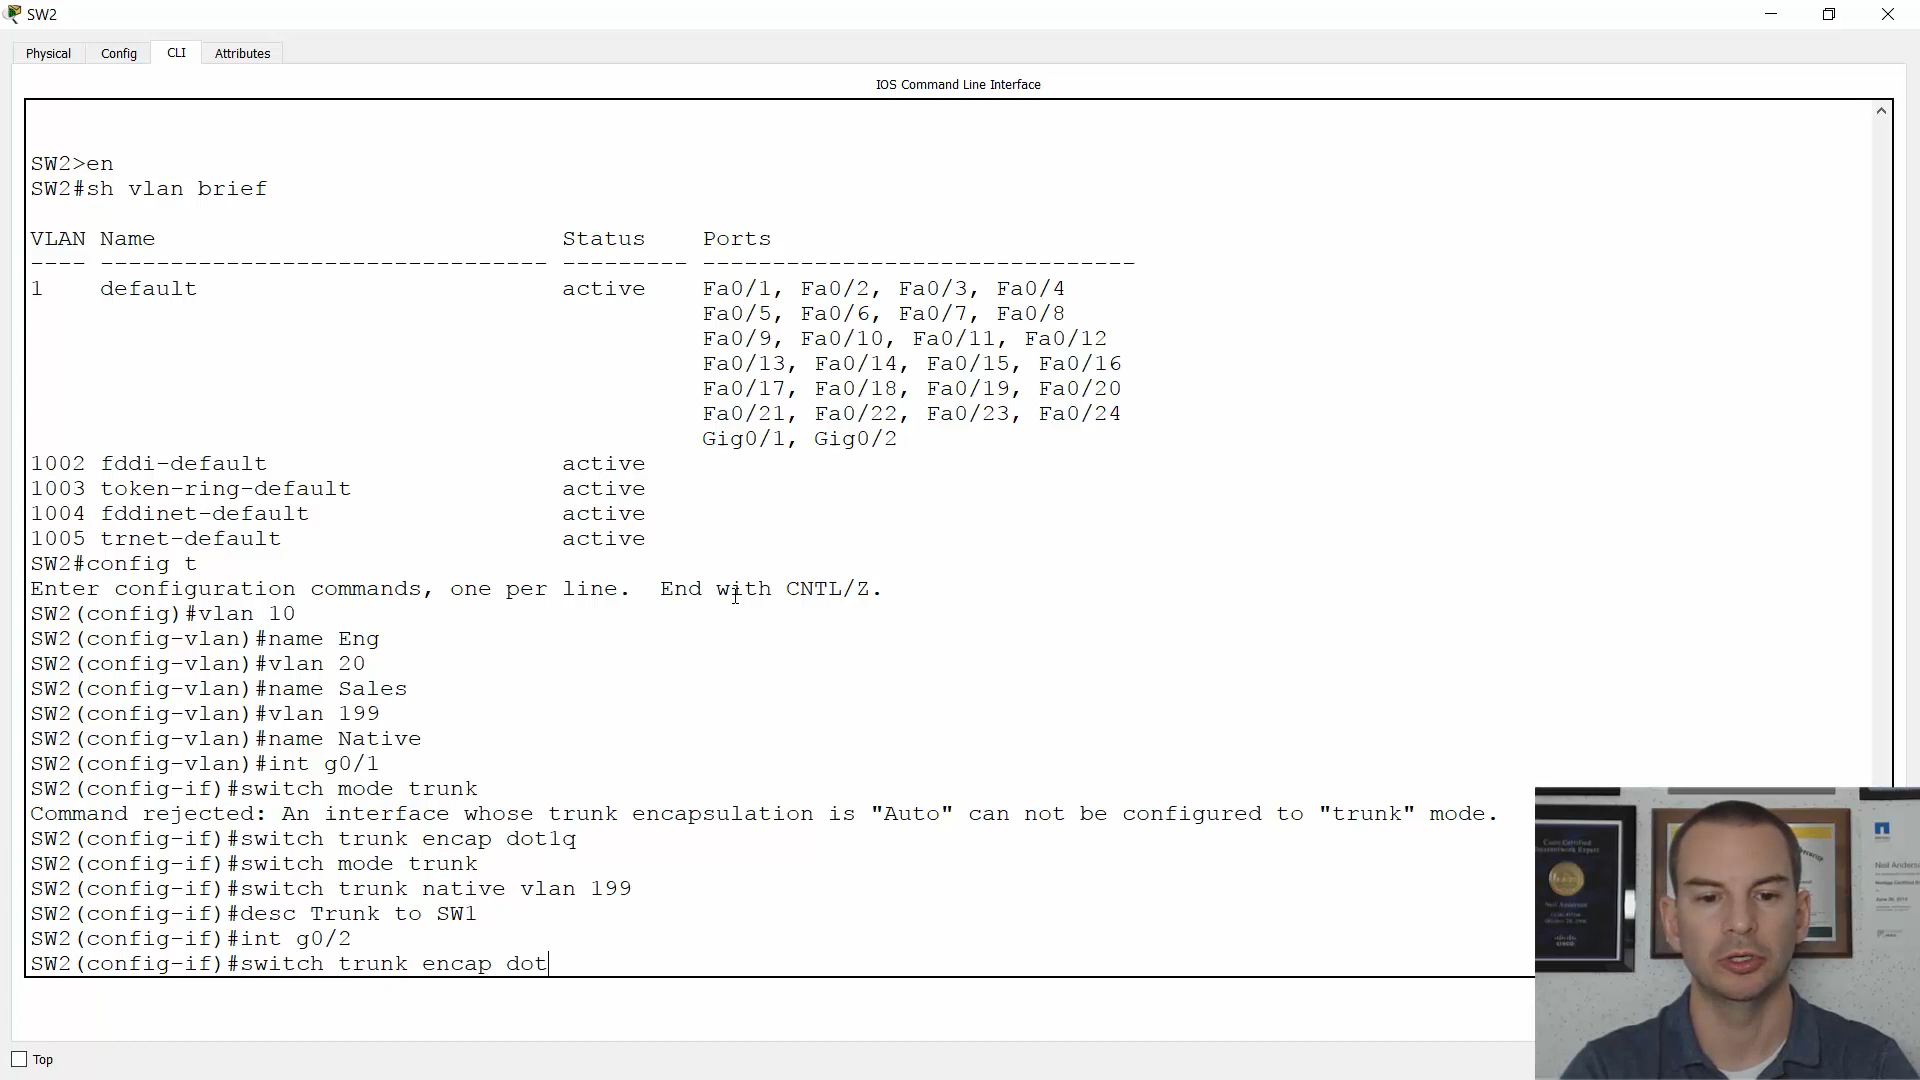 SW2
Physical Config CLI Attributes
IOS Command Line Interface
SW2>en
SW2#sh vlan brief
VLAN Name Status Ports
---- -------------------------------- --------- -------------------------------
1 default active Fa0/1, Fa0/2, Fa0/3, Fa0/4
Fa0/5, Fa0/6, Fa0/7, Fa0/8
Fa0/9, Fa0/10, Fa0/11, Fa0/12
Fa0/13, Fa0/14, Fa0/15, Fa0/16
Fa0/17, Fa0/18, Fa0/19, Fa0/20
Fa0/21, Fa0/22, Fa0/23, Fa0/24
Gig0/1, Gig0/2
1002 fddi-default active
1003 token-ring-default active
1004 fddinet-default active
1005 trnet-default active
SW2#config t
Enter configuration commands, one per line. End with CNTL/Z.
SW2(config)#vlan 10
SW2(config-vlan)#name Eng
SW2(config-vlan)#vlan 20
SW2(config-vlan)#name Sales
SW2(config-vlan)#vlan 199
SW2(config-vlan)#name Native
SW2(config-vlan)#int g0/1
SW2(config-if)#switch mode trunk
Command rejected: An interface whose trunk encapsulation is "Auto" can not be configured to "trunk" mode.
SW2(config-if)#switch trunk encap dot1q
SW2(config-if)#switch mode trunk
SW2(config-if)#switch trunk native vlan 199
SW2(config-if)#desc Trunk to SW1
SW2(config-if)#int g0/2
SW2(config-if)#switch trunk encap dot
Top